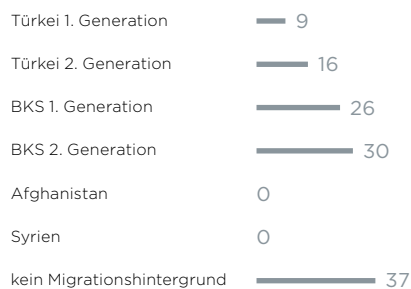 Türkei 1. Generation 9
Türkei 2. Generation 16
BKS 1. Generation 26
BKS 2. Generation 30
Afghanistan 0
Syrien 0
kein Migrationshintergrund 37